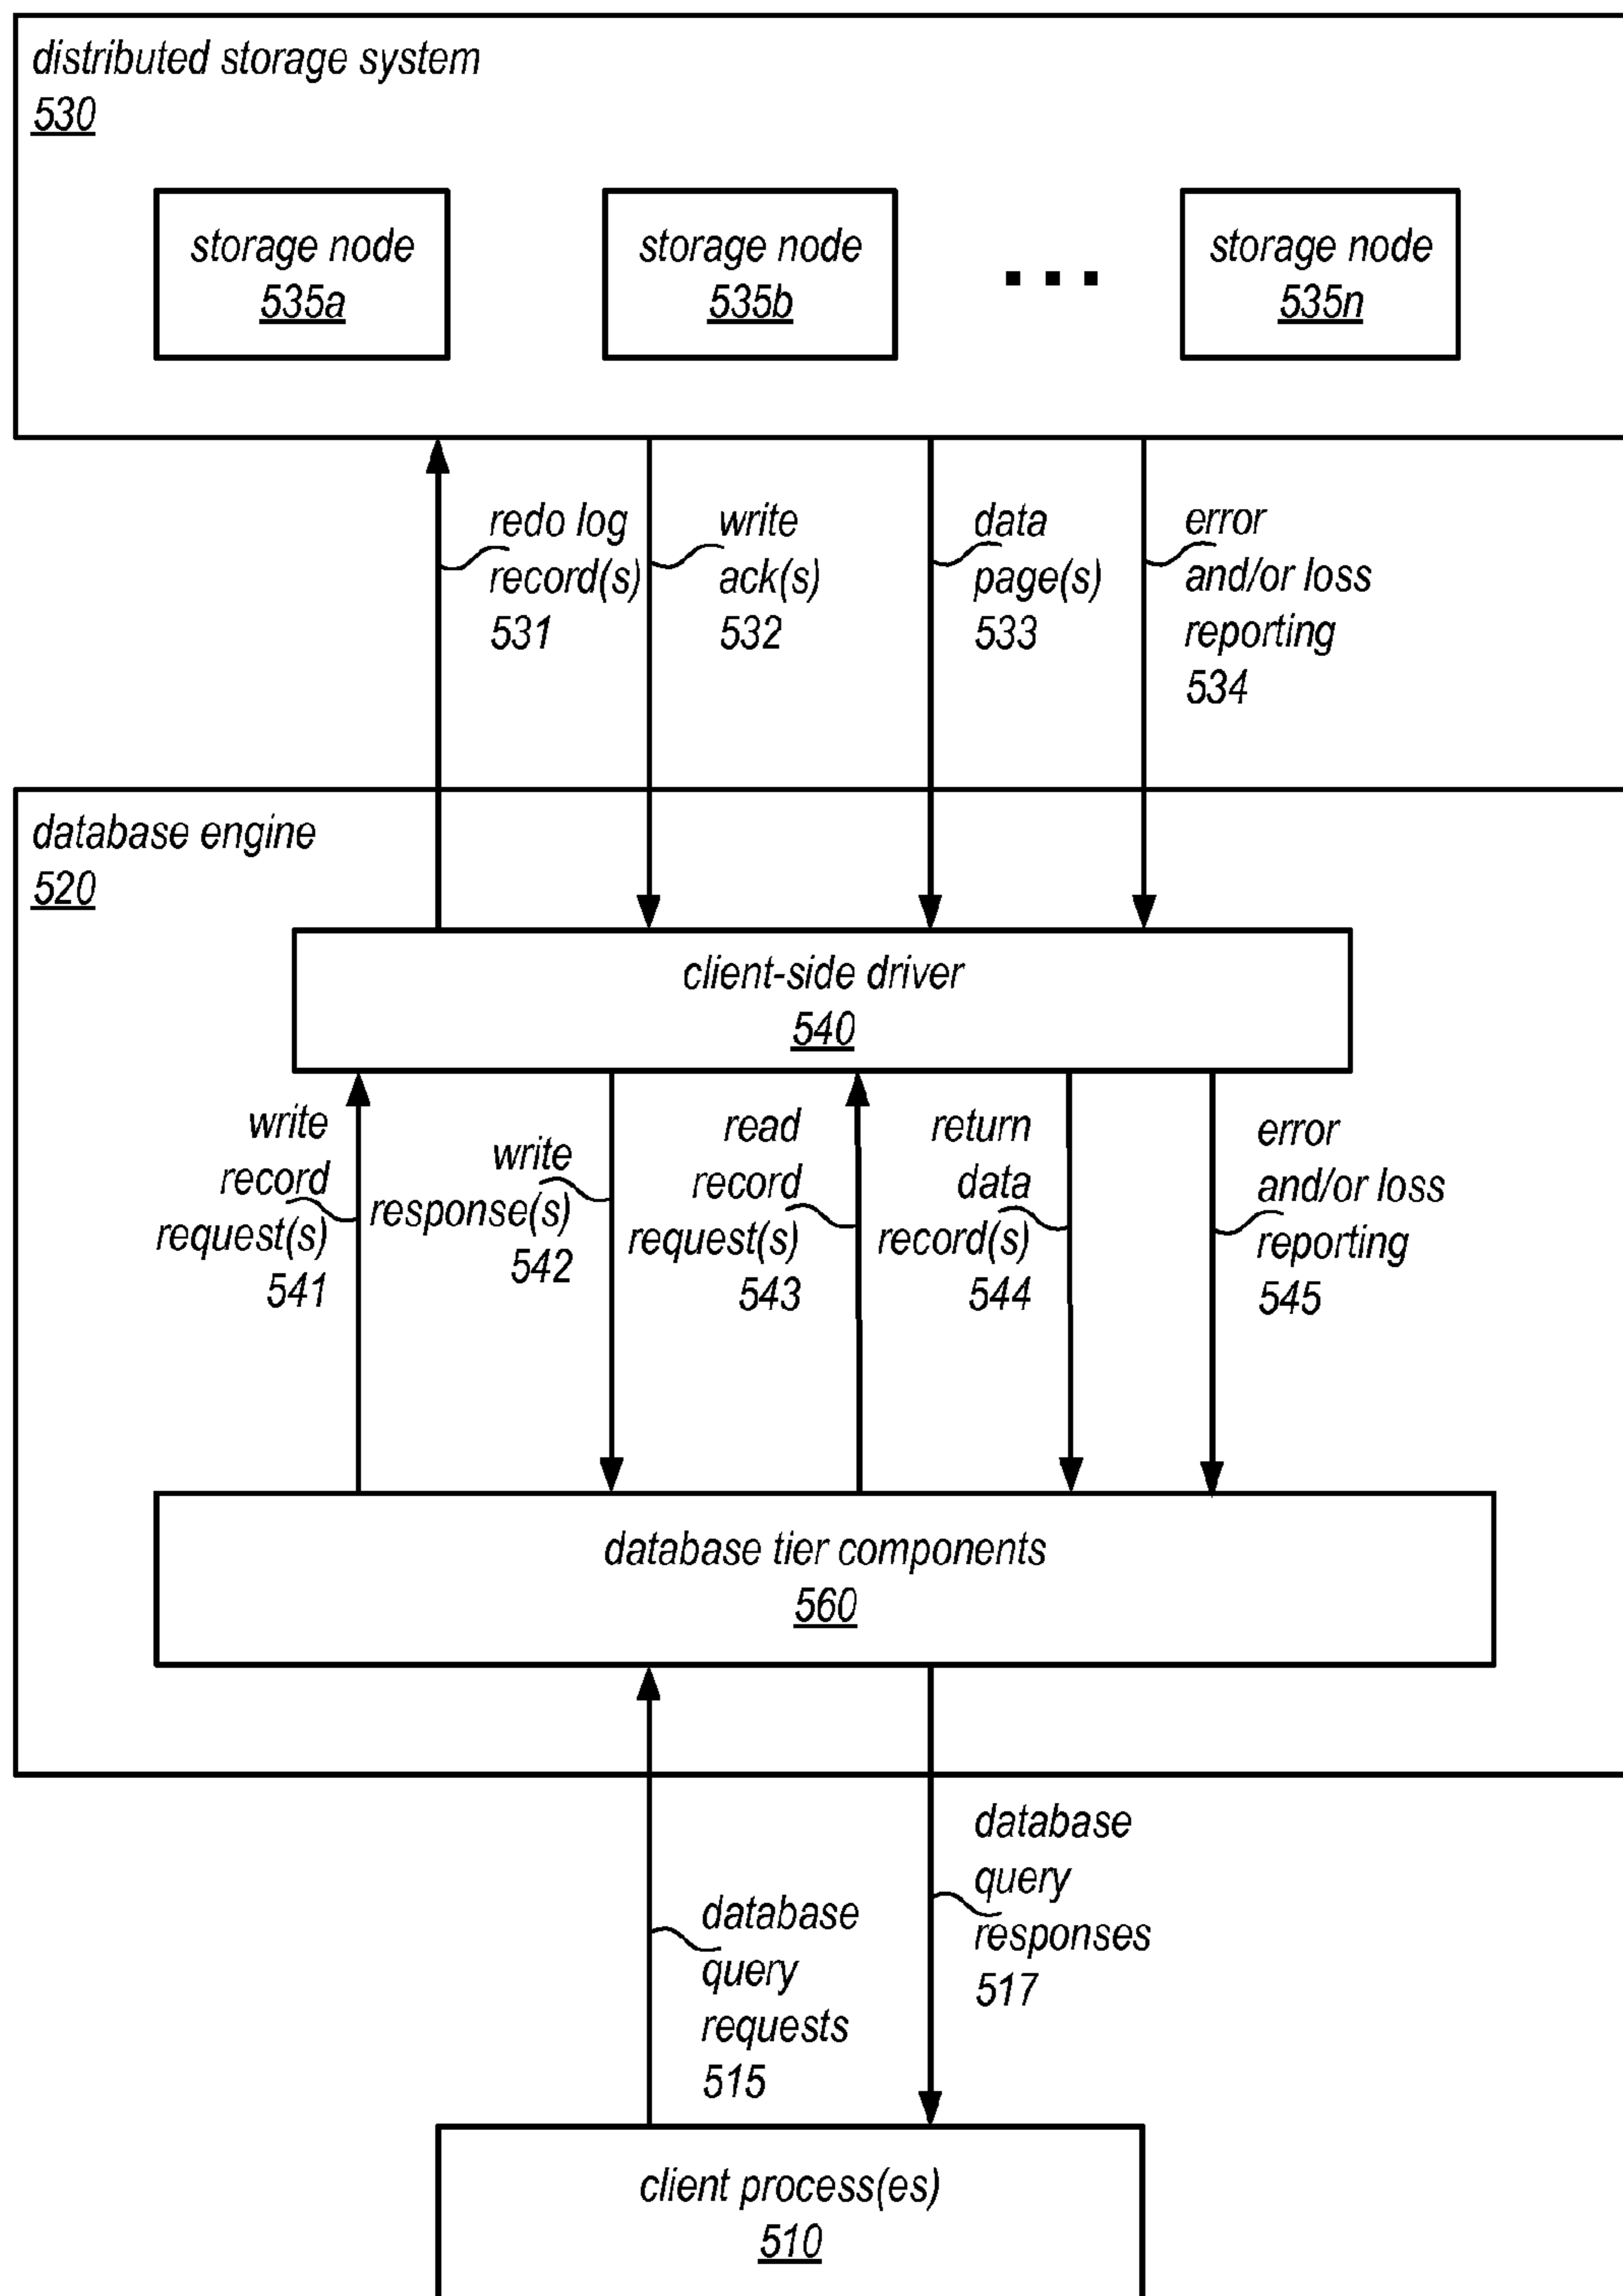 distributed storage system
530
storage node
535a
storage node
535b
storage node
535n
redo log
record(s)
531
write
ack(s)
532
data
page(s)
533
error
and/or loss
reporting
534
database engine
520
client-side driver
540
write
record
request(s)
541
write
response(s)
542
read
record
request(s)
543
return
data
record(s)
544
error
and/or loss
reporting
545
database tier components
560
database
query
requests
515
database
query
responses
517
client process(es)
510